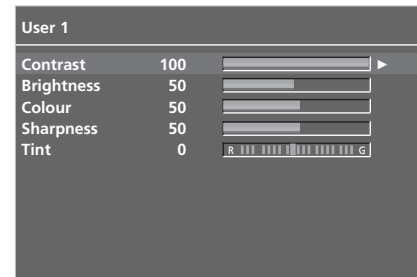 User 1
Contrast 100
Brightness 50
Colour 50
Sharpness 50
Tint 0 R G